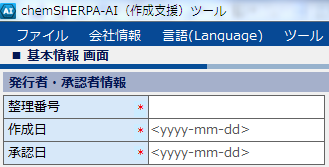 AI chemSHERPA-AI（作成支援）ツール
ファイル 会社情報 言語(Language) ツール
■ 基本情報 画面
発行者・承認者情報
整理番号 *
作成日 * <yyyy-mm-dd>
承認日 * <yyyy-mm-dd>